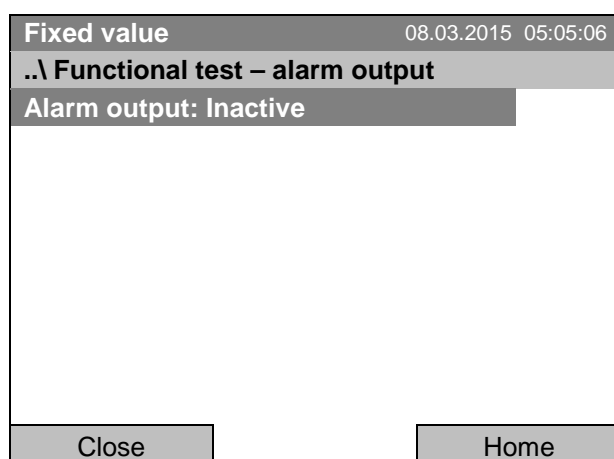 Fixed value 08.03.2015 05:05:06
..\ Functional test – alarm output
Alarm output: Inactive
Close Home